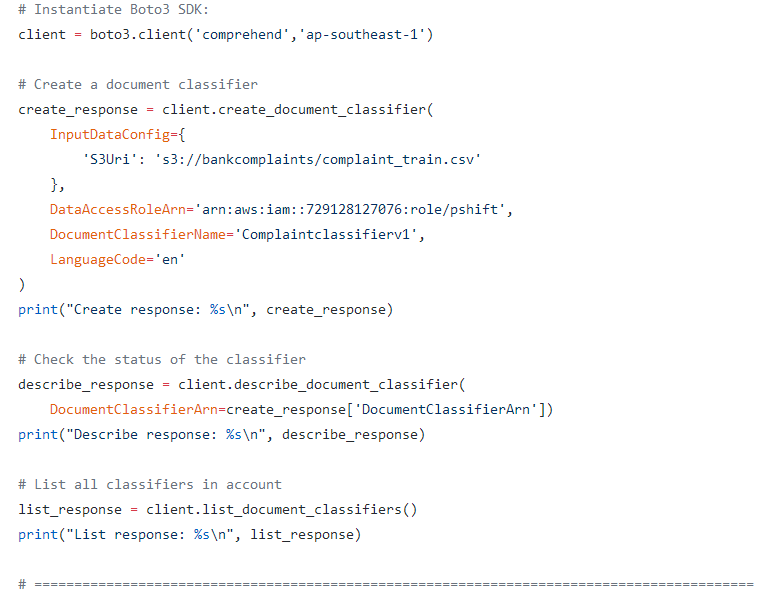 # Instantiate Boto3 SDK:
client = boto3.client('comprehend','ap-southeast-1')
# Create a document classifier
create_response = client.create_document_classifier(
    InputDataConfig={
        'S3Uri': 's3://bankcomplaints/complaint_train.csv'
    },
    DataAccessRoleArn='arn:aws:iam::729128127076:role/pshift',
    DocumentClassifierName='Complaintclassifierv1',
    LanguageCode='en'
)
print("Create response: %s\n", create_response)
# Check the status of the classifier
describe_response = client.describe_document_classifier(
    DocumentClassifierArn=create_response['DocumentClassifierArn'])
print("Describe response: %s\n", describe_response)
# List all classifiers in account
list_response = client.list_document_classifiers()
print("List response: %s\n", list_response)
# ==========================================================================================